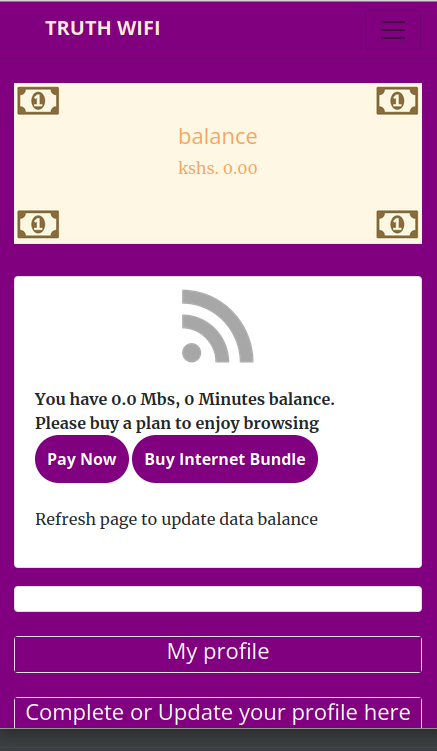 TRUTH WIFI
1 1
balance
kshs. 0.00
1 1
You have 0.0 Mbs, 0 Minutes balance.
Please buy a plan to enjoy browsing
Pay Now Buy Internet Bundle
Refresh page to update data balance
My profile
Complete or Update your profile here